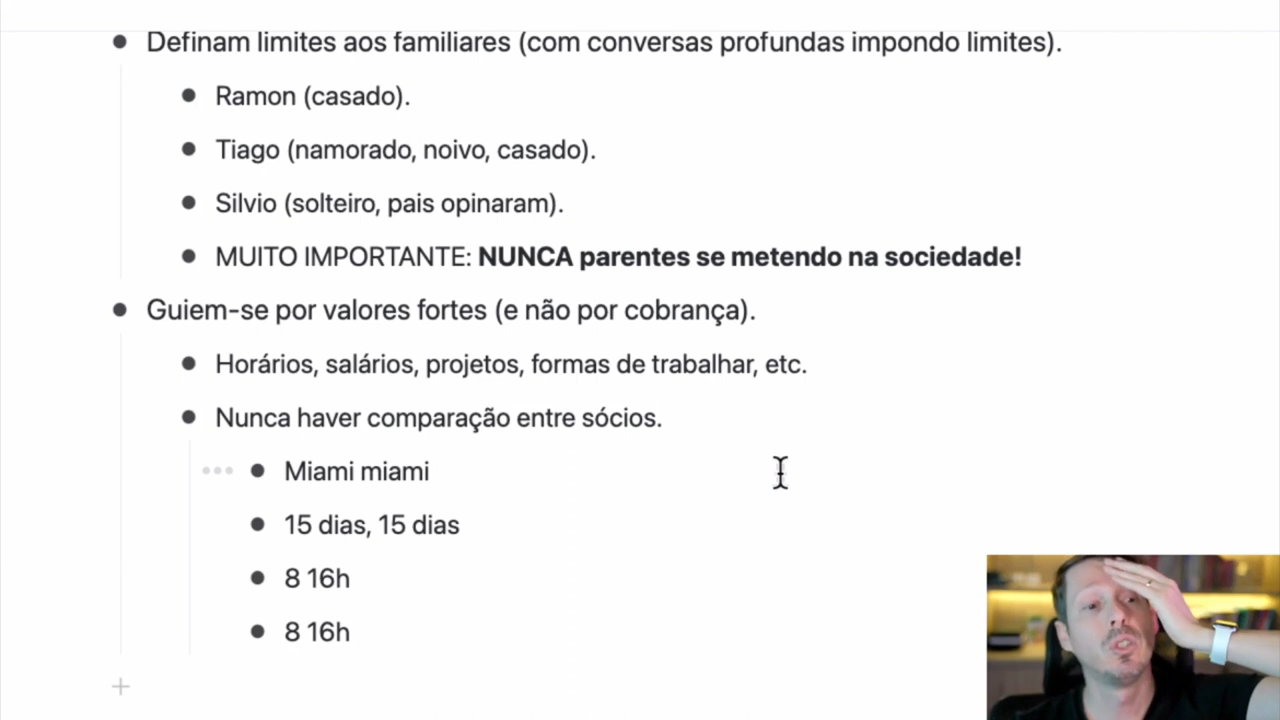 Definam limites aos familiares (com conversas profundas impondo limites).
Ramon (casado).
Tiago (namorado, noivo, casado).
Silvio (solteiro, pais opinaram).
MUITO IMPORTANTE: NUNCA parentes se metendo na sociedade!
Guiem-se por valores fortes (e não por cobrança).
Horários, salários, projetos, formas de trabalhar, etc.
Nunca haver comparação entre sócios.
Miami miami
15 dias, 15 dias
8 16h
8 16h